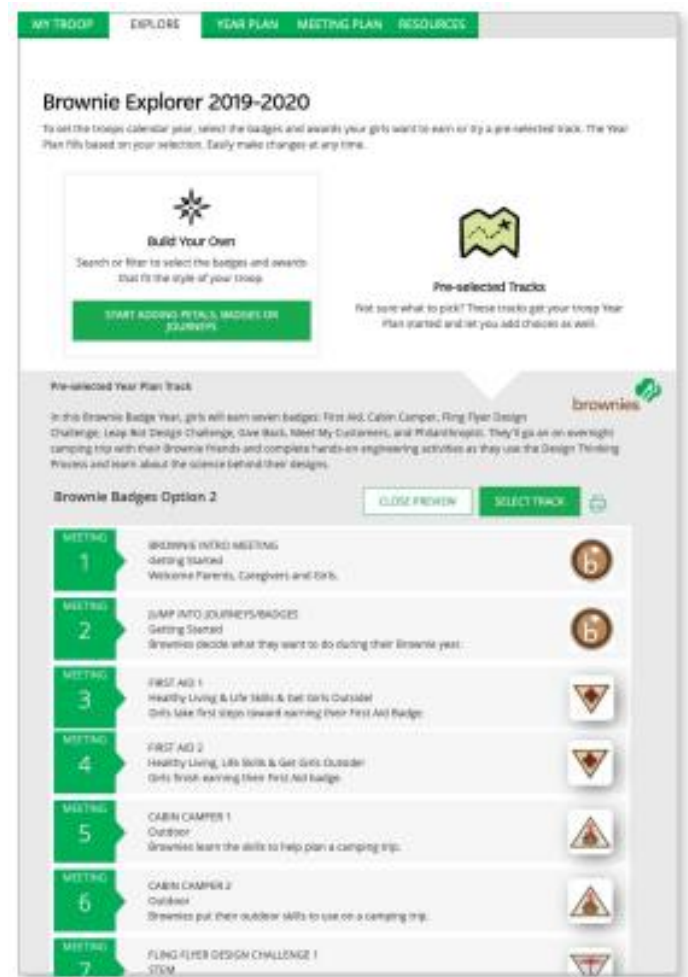 MY TROOP EXPLORE YEAR PLAN MEETING PLAN RESOURCES
Brownie Explorer 2019-2020
To set the troops calendar year, select the badges and awards your girls want to earn or try a pre-selected track. The Year
Plan fills based on your selection. Easily make changes at any time.
Build Your Own
Search or filter to select the badges and awards
that fit the style of your troop.
START ADDING PETALS, BADGES OR
JOURNEYS
Pre-selected Tracks
Not sure what to pick? These tracks get your troop Year
Plan started and let you add choices as well.
Pre-selected Year Plan Track
brownies
In this Brownie Badge Year, girls will earn seven badges: First Aid, Cabin Camper, Fling Flyer Design
Challenge, Leap Bot Design Challenge, Give Back, Meet My Customers, and Philanthropist. They'll go on an overnight
camping trip with their Brownie friends and complete hands-on engineering activities as they use the Design Thinking
Process and learn about the science behind their designs.
Brownie Badges Option 2
CLOSE PREVIEW
SELECT TRACK
MEETING
1
BROWNIE INTRO MEETING
Getting Started
Welcome Parents, Caregivers and Girls.
b
MEETING
2
JUMP INTO JOURNEYS/BADGES
Getting Started
Brownies decide what they want to do during their Brownie year.
b
MEETING
3
FIRST AID 1
Healthy Living & Life Skills & Get Girls Outside!
Girls take first steps toward earning their First Aid Badge.
MEETING
4
FIRST AID 2
Healthy Living, Life Skills & Get Girls Outside!
Girls finish earning their First Aid badge.
MEETING
5
CABIN CAMPER 1
Outdoor
Brownies learn the skills to help plan a camping trip.
MEETING
6
CABIN CAMPER 2
Outdoor
Brownies put their outdoor skills to use on a camping trip.
MEETING
7
FLING FLYER DESIGN CHALLENGE 1
STEM